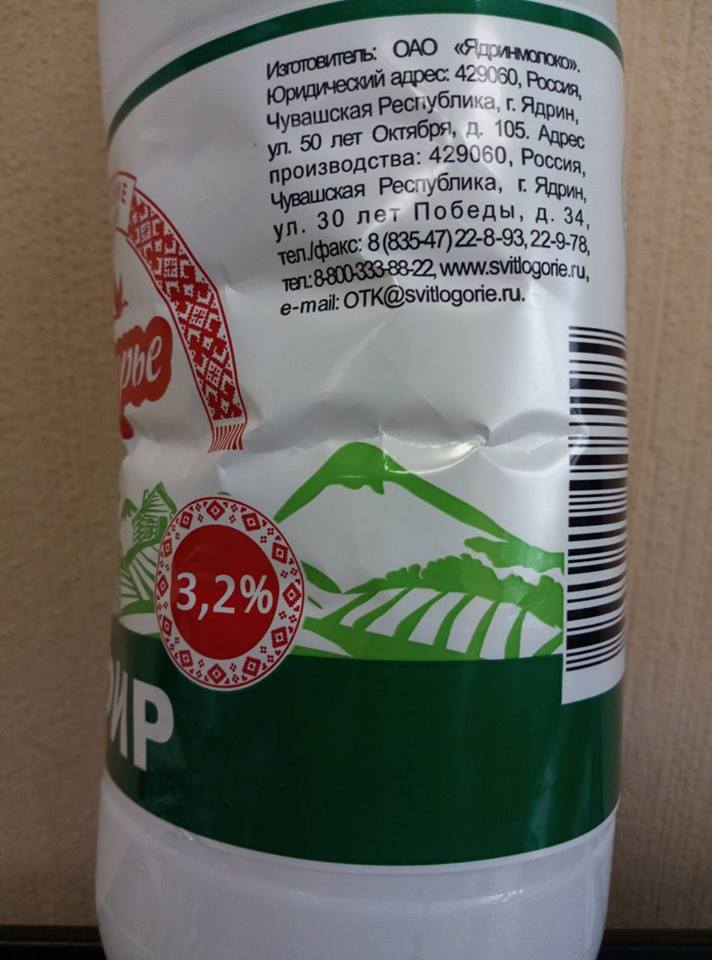 Изготовитель: ОАО «Ядринмолоко».
Юридический адрес: 429060, Россия,
Чувашская Республика, г. Ядрин,
ул. 50 лет Октября, д. 105. Адрес
производства: 429060, Россия,
Чувашская Республика, г. Ядрин,
ул. 30 лет Победы, д. 34,
тел./факс: 8 (835-47) 22-8-93, 22-9-78,
тел.: 8-800-333-88-22, www.svitlogorie.ru,
e-mail: OTK@svitlogorie.ru.
орье
3,2%
ИР